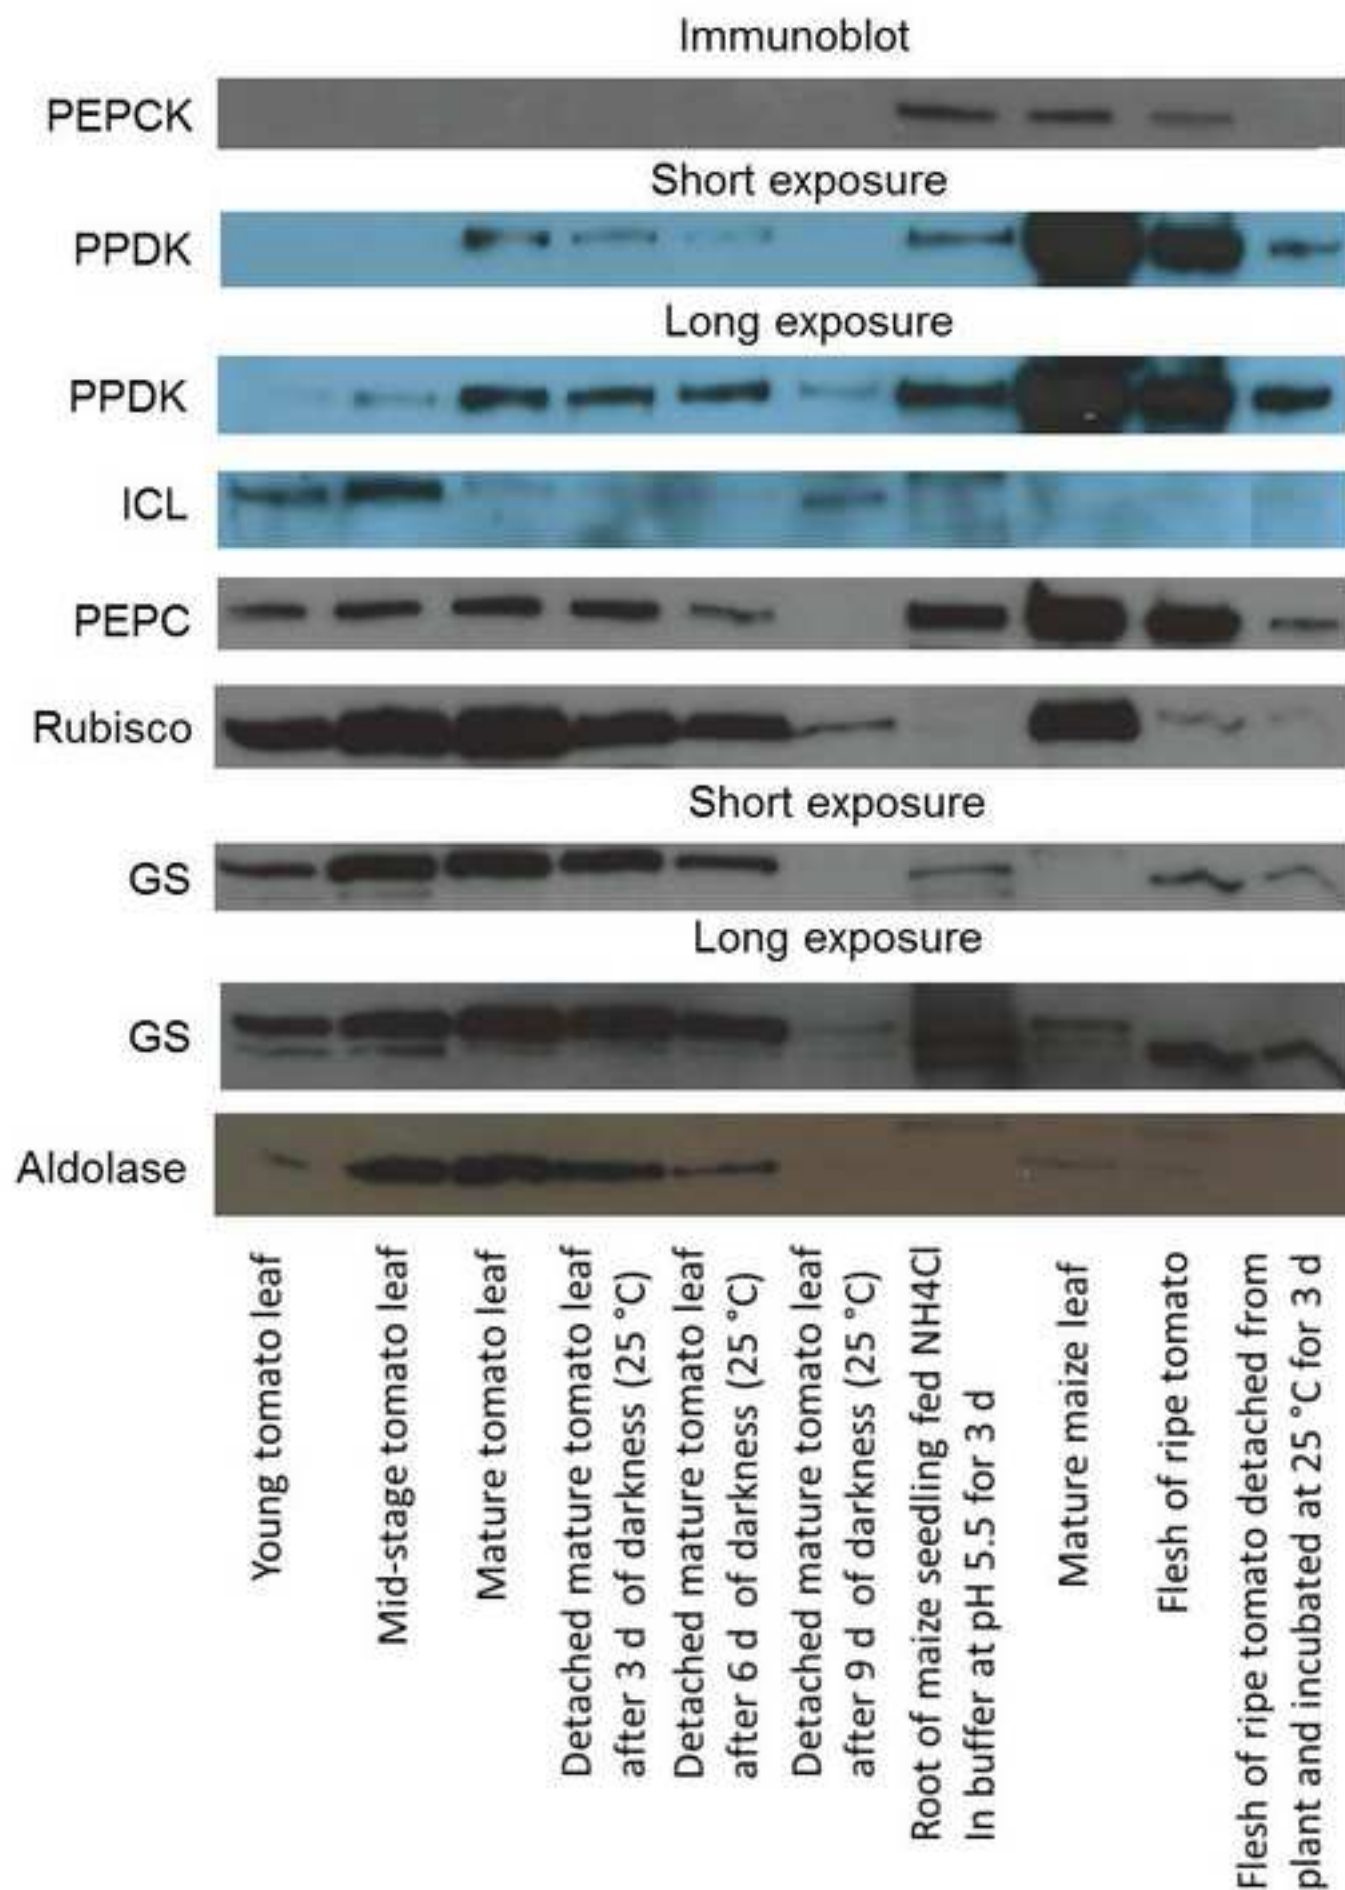 Immunoblot
PEPCK
Short exposure
PPDK
Long exposure
PPDK
ICL
PEPC
Rubisco
Short exposure
GS
Long exposure
GS
Aldolase
Young tomato leaf
Mid-stage tomato leaf
Mature tomato leaf
Detached mature tomato leaf
after 3 d of darkness (25 °C)
Detached mature tomato leaf
after 6 d of darkness (25 °C)
Detached mature tomato leaf
after 9 d of darkness (25 °C)
Root of maize seedling fed NH4Cl
In buffer at pH 5.5 for 3 d
Mature maize leaf
Flesh of ripe tomato
Flesh of ripe tomato detached from
plant and incubated at 25 °C for 3 d